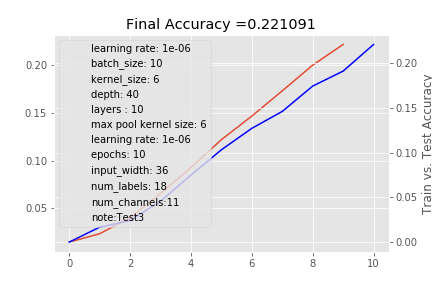 Final Accuracy =0.221091
learning rate: 1e-06
batch_size: 10
kernel_size: 6
depth: 40
layers : 10
max pool kernel size: 6
learning rate: 1e-06
epochs: 10
input_width: 36
num_labels: 18
num_channels:11
note:Test3
0.20
0.15
0.10
0.05
0.20
0.15
0.10
0.05
0.00
Train vs. Test Accuracy
0 2 4 6 8 10